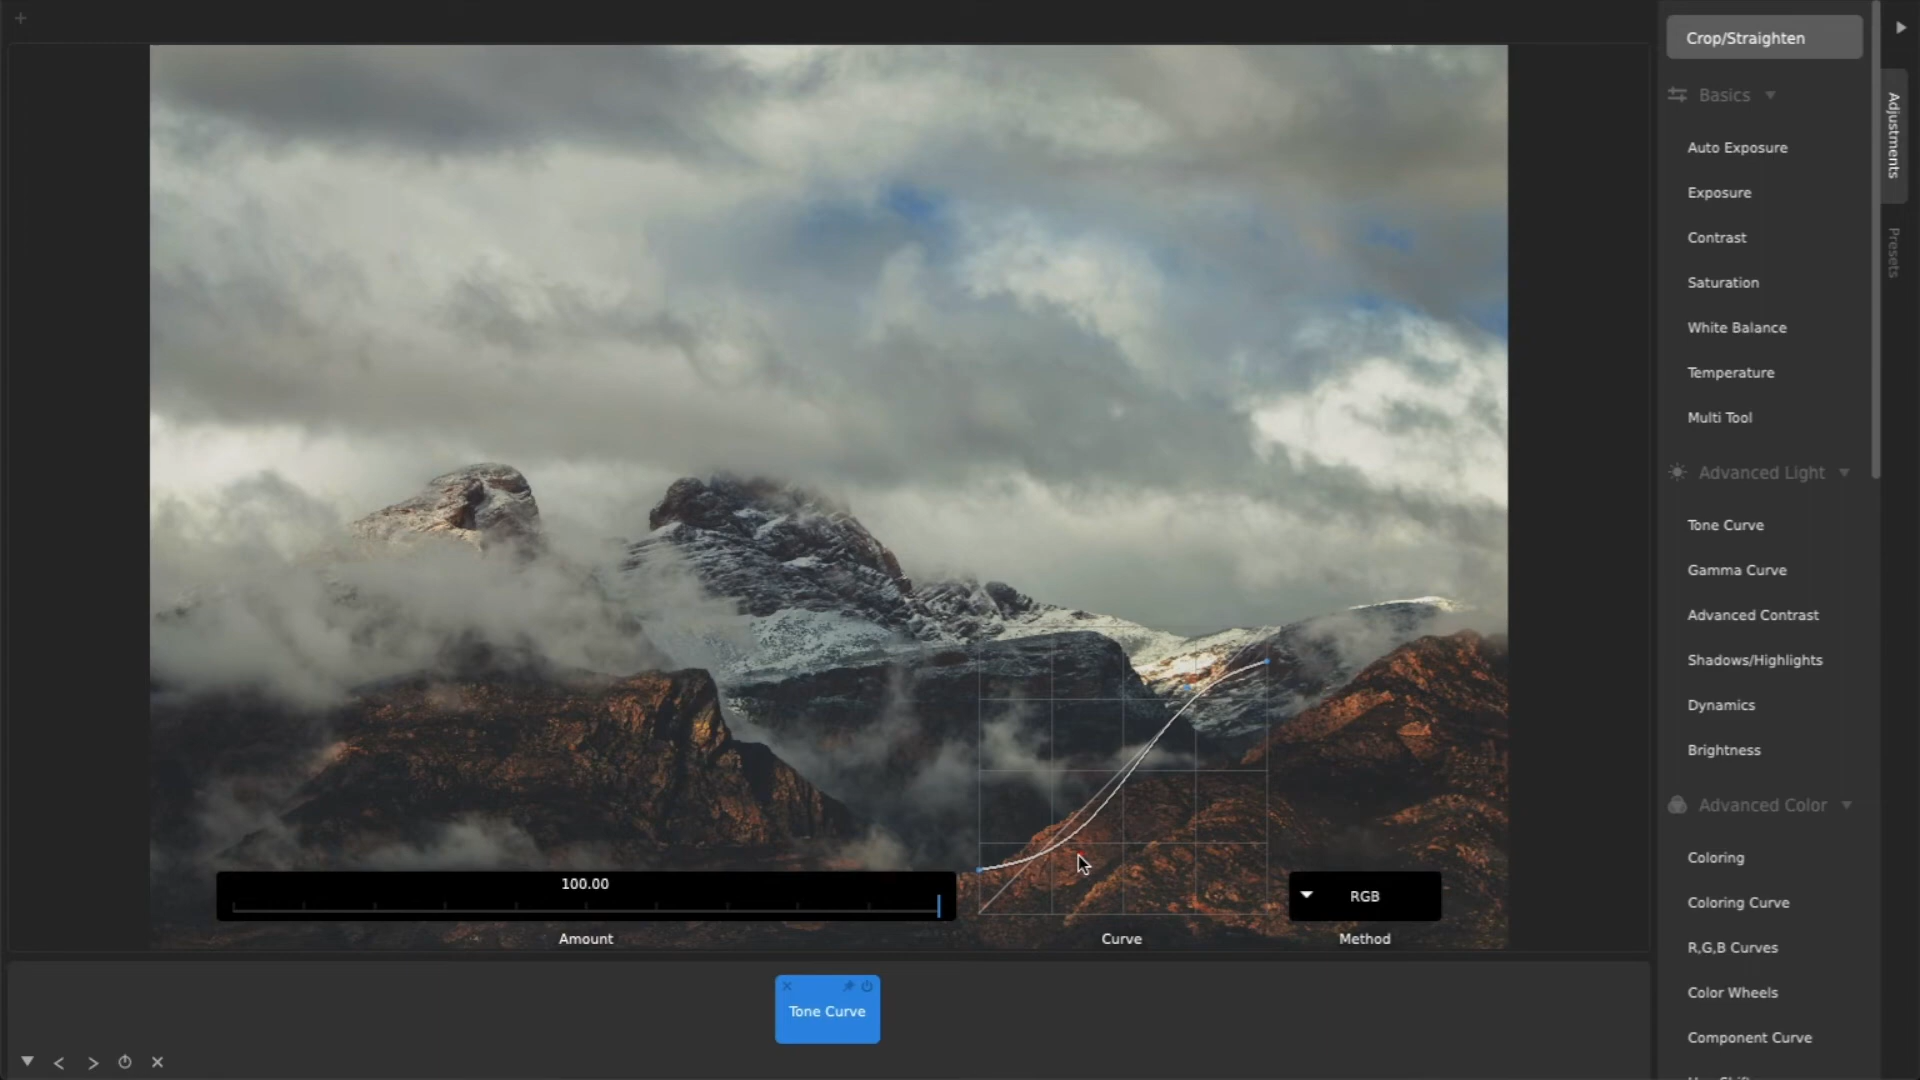 Crop/Straighten
Basics
Auto Exposure
Exposure
Contrast
Saturation
White Balance
Temperature
Multi Tool
Advanced Light
Tone Curve
Gamma Curve
Advanced Contrast
Shadows/Highlights
Dynamics
Brightness
Advanced Color
Coloring
Coloring Curve
R,G,B Curves
Color Wheels
Component Curve
Adjustments
Presets
100.00
RGB
Amount
Curve
Method
Tone Curve